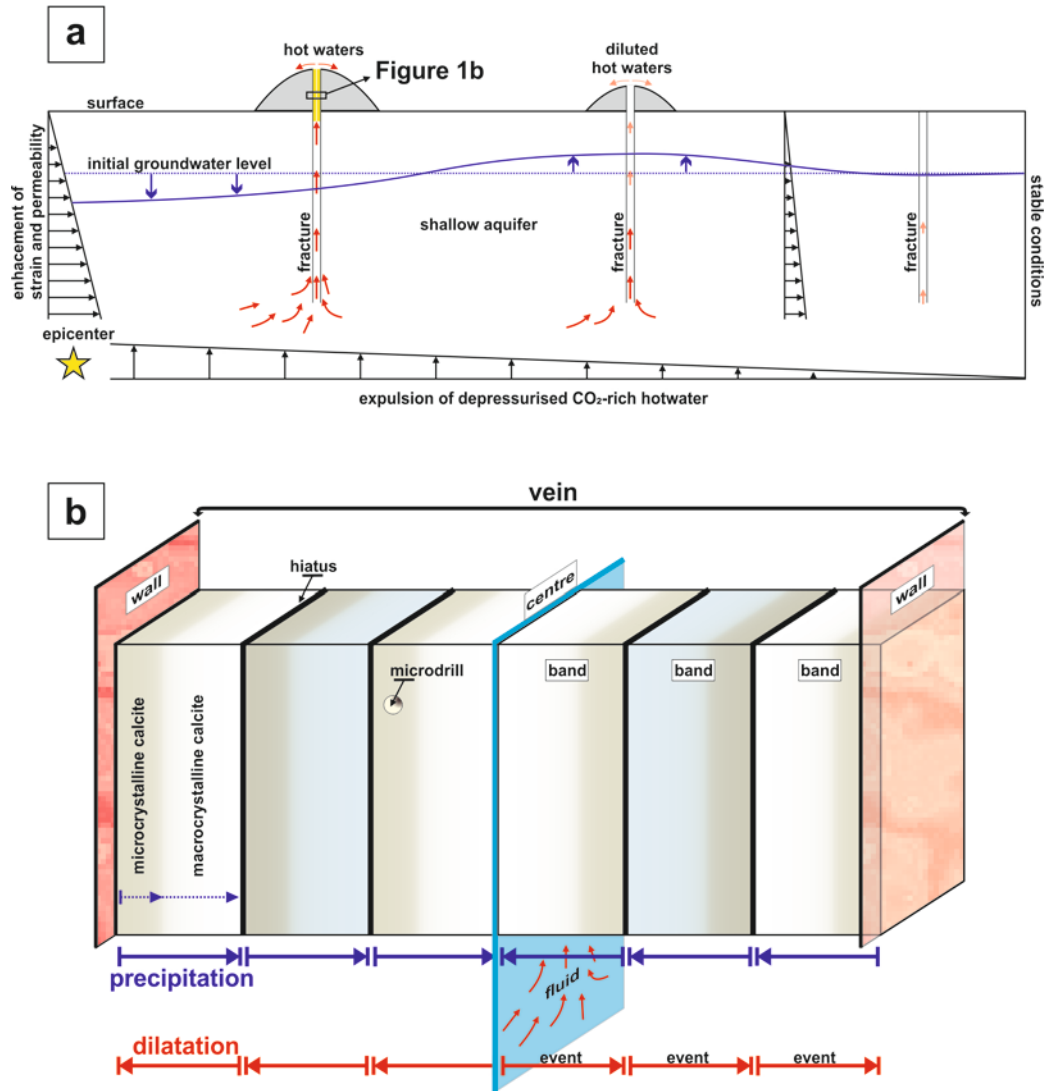 a
hot waters
Figure 1b
diluted
hot waters
surface
enhacement of
strain and permeability
initial groundwater level
shallow aquifer
fracture
fracture
fracture
stable conditions
epicenter
expulsion of depressurised CO₂-rich hotwater
b
vein
wall
hiatus
centre
wall
microdrill
band
band
band
microcrystalline calcite
macrocrystalline calcite
precipitation
fluid
dilatation
event
event
event